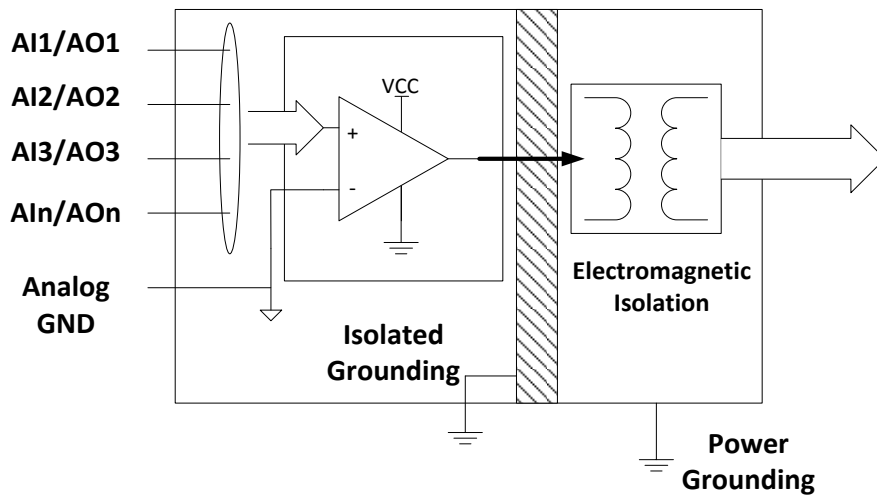 AI1/AO1
AI2/AO2
AI3/AO3
AIn/AOn
Analog
GND
VCC
+
-
Isolated
Grounding
Electromagnetic
Isolation
Power
Grounding